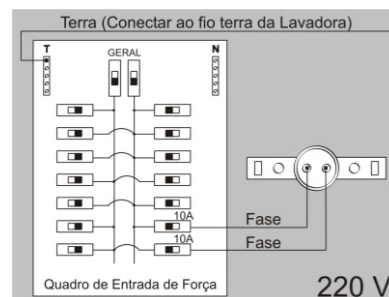 Terra (Conectar ao fio terra da Lavadora)
T
GERAL
N
10A
Fase
10A
Fase
Quadro de Entrada de Força
220 V